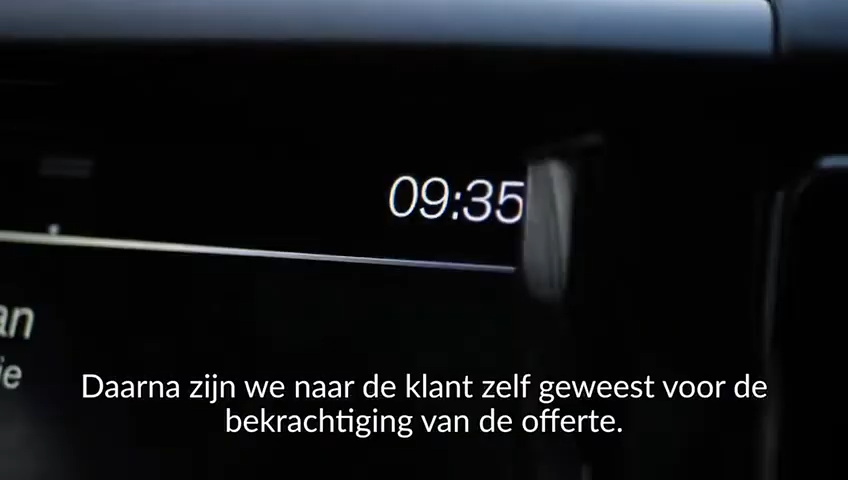 09:35
Daarna zijn we naar de klant zelf geweest voor de
bekrachtiging van de offerte.